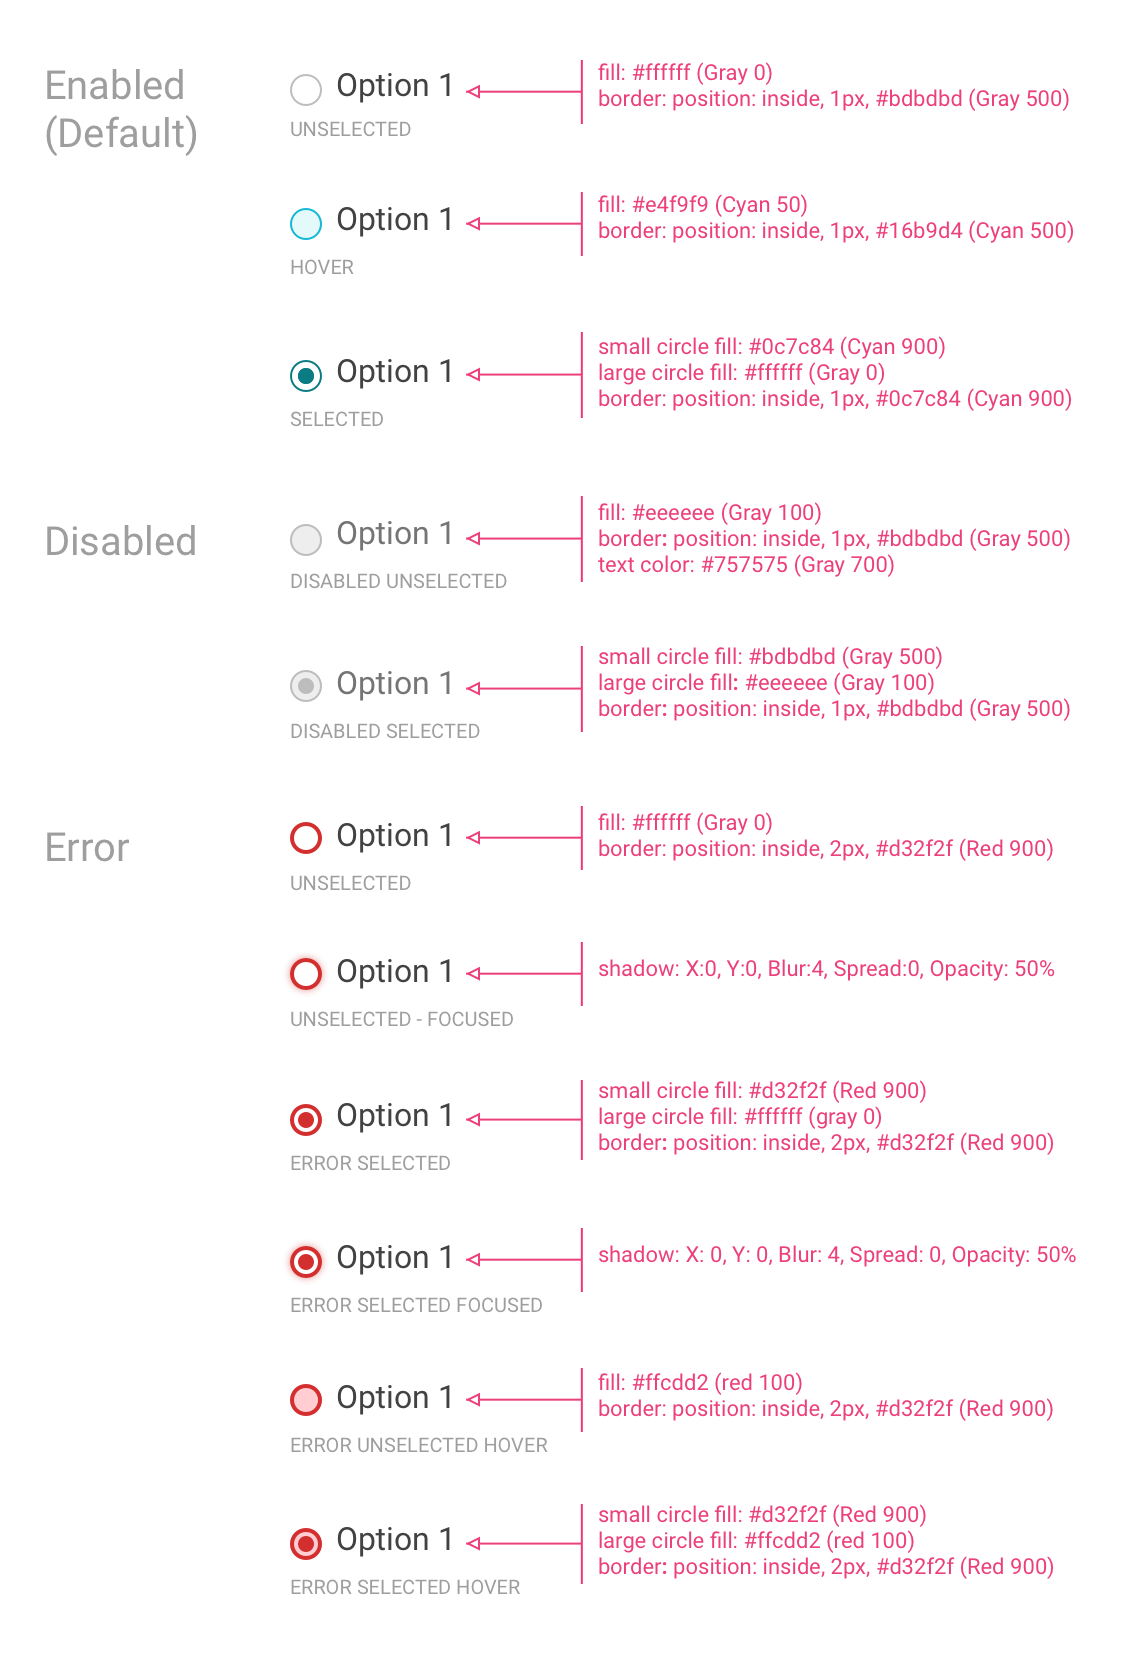 Enabled
(Default)
Option 1
UNSELECTED
fill: #ffffff (Gray 0)
border: position: inside, 1px, #bdbdbd (Gray 500)
Option 1
HOVER
fill: #e4f9f9 (Cyan 50)
border: position: inside, 1px, #16b9d4 (Cyan 500)
Option 1
SELECTED
small circle fill: #0c7c84 (Cyan 900)
large circle fill: #ffffff (Gray 0)
border: position: inside, 1px, #0c7c84 (Cyan 900)
Disabled
Option 1
DISABLED UNSELECTED
fill: #eeeeee (Gray 100)
border: position: inside, 1px, #bdbdbd (Gray 500)
text color: #757575 (Gray 700)
Option 1
DISABLED SELECTED
small circle fill: #bdbdbd (Gray 500)
large circle fill: #eeeeee (Gray 100)
border: position: inside, 1px, #bdbdbd (Gray 500)
Error
Option 1
UNSELECTED
fill: #ffffff (Gray 0)
border: position: inside, 2px, #d32f2f (Red 900)
Option 1
UNSELECTED - FOCUSED
shadow: X:0, Y:0, Blur:4, Spread:0, Opacity: 50%
Option 1
ERROR SELECTED
small circle fill: #d32f2f (Red 900)
large circle fill: #ffffff (gray 0)
border: position: inside, 2px, #d32f2f (Red 900)
Option 1
ERROR SELECTED FOCUSED
shadow: X: 0, Y: 0, Blur: 4, Spread: 0, Opacity: 50%
Option 1
ERROR UNSELECTED HOVER
fill: #ffcdd2 (red 100)
border: position: inside, 2px, #d32f2f (Red 900)
Option 1
ERROR SELECTED HOVER
small circle fill: #d32f2f (Red 900)
large circle fill: #ffcdd2 (red 100)
border: position: inside, 2px, #d32f2f (Red 900)